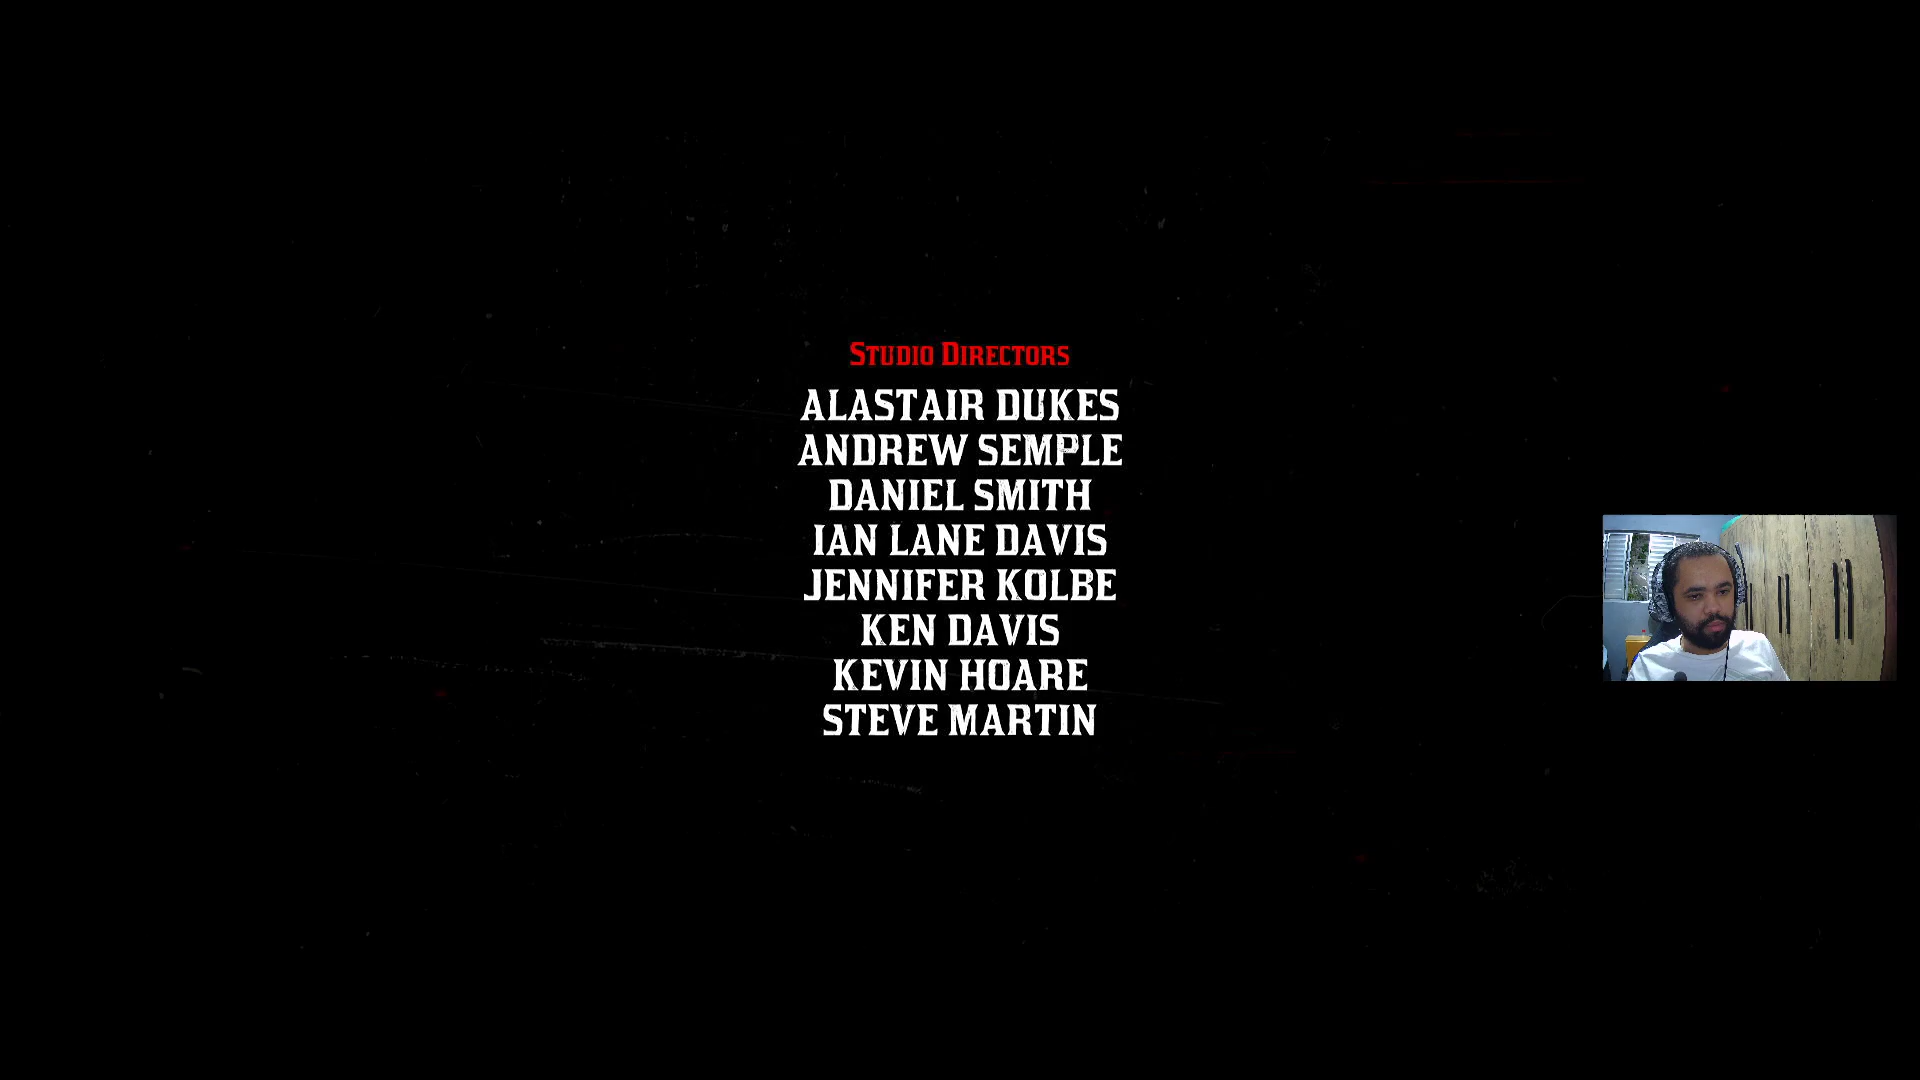 Studio Directors
ALASTAIR DUKES
ANDREW SEMPLE
DANIEL SMITH
IAN LANE DAVIS
JENNIFER KOLBE
KEN DAVIS
KEVIN HOARE
STEVE MARTIN